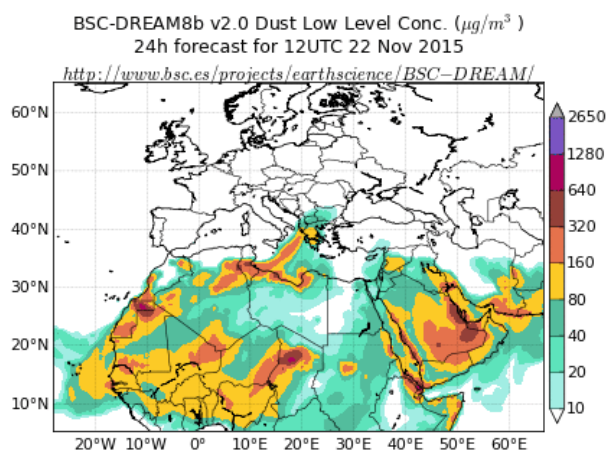 BSC-DREAM8b v2.0 Dust Low Level Conc. (μg/m³ )
24h forecast for 12UTC 22 Nov 2015
http://www.bsc.es/projects/earthscience/BSC−DREAM/
60°N
50°N
40°N
30°N
20°N
10°N
20°W 10°W 0° 10°E 20°E 30°E 40°E 50°E 60°E
2650
1280
640
320
160
80
40
20
10